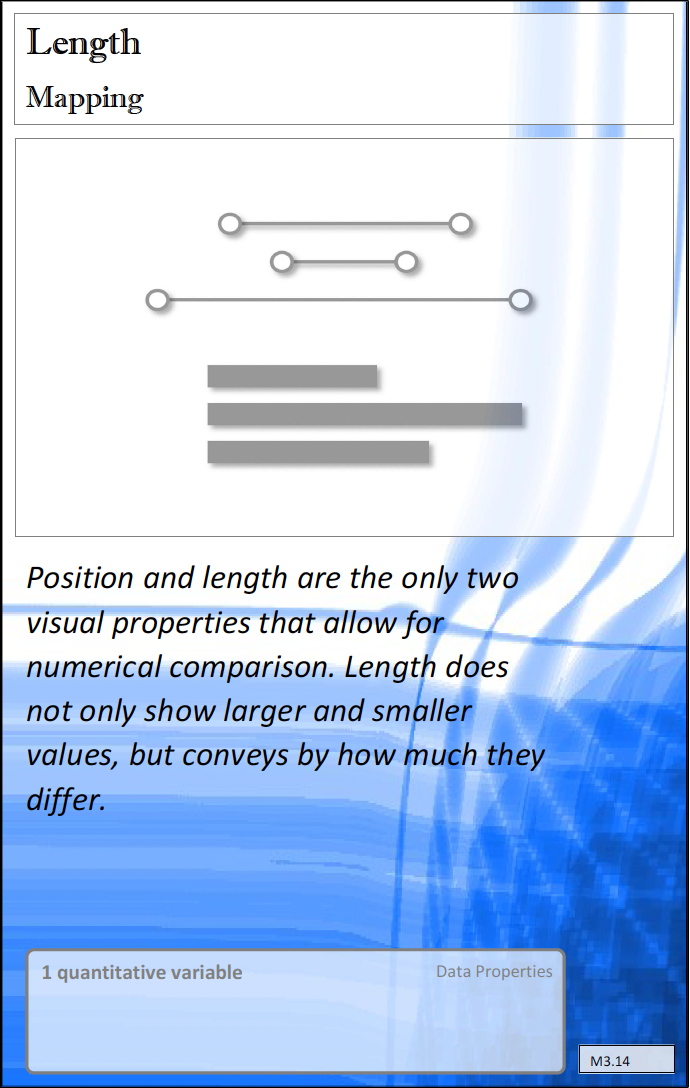 Length
Mapping
Position and length are the only two
visual properties that allow for
numerical comparison. Length does
not only show larger and smaller
values, but conveys by how much they
differ.
1 quantitative variable
Data Properties
M3.14